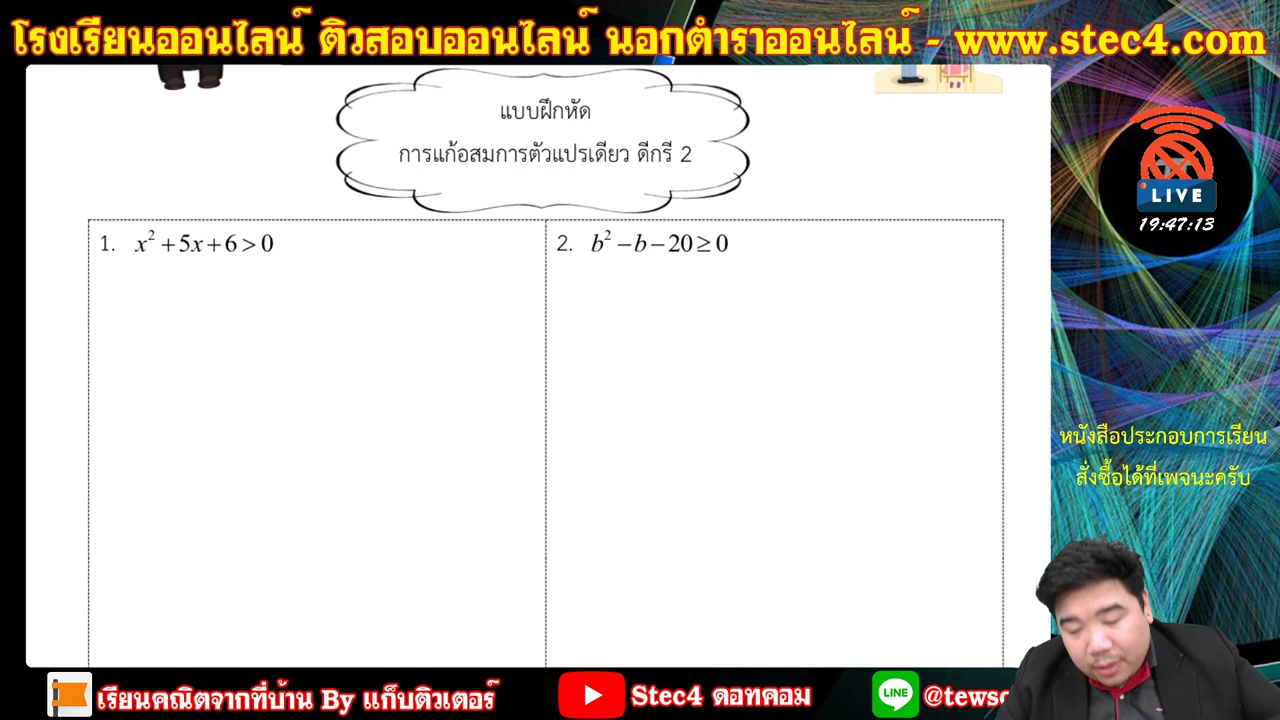 โรงเรียนออนไลน์ ติวสอบออนไลน์ นอกตำราออนไลน์ - www.stec4.com
แบบฝึกหัด
การแก้อสมการตัวแปรเดียว ดีกรี 2
1. x² + 5x + 6 > 0
2. b² − b − 20 ≥ 0
LIVE
19:47:13
หนังสือประกอบการเรียน
สั่งซื้อได้ที่เพจนะครับ
เรียนคณิตจากที่บ้าน By แก็บติวเตอร์
Stec4 ดอทคอม
LINE